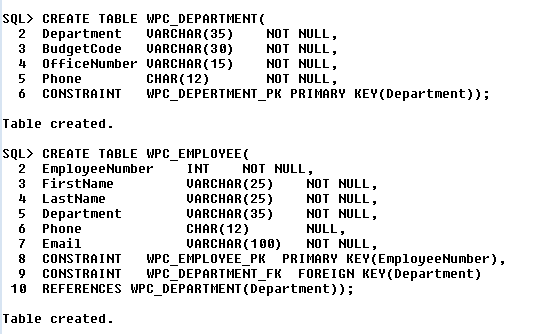 SQL> CREATE TABLE WPC_DEPARTMENT(
2 Department VARCHAR(35) NOT NULL,
3 BudgetCode VARCHAR(30) NOT NULL,
4 OfficeNumber VARCHAR(15) NOT NULL,
5 Phone CHAR(12) NOT NULL,
6 CONSTRAINT WPC_DEPERTMENT_PK PRIMARY KEY(Department));
Table created.
SQL> CREATE TABLE WPC_EMPLOYEE(
2 EmployeeNumber INT NOT NULL,
3 FirstName VARCHAR(25) NOT NULL,
4 LastName VARCHAR(25) NOT NULL,
5 Department VARCHAR(35) NOT NULL,
6 Phone CHAR(12) NULL,
7 Email VARCHAR(100) NOT NULL,
8 CONSTRAINT WPC_EMPLOYEE_PK PRIMARY KEY(EmployeeNumber),
9 CONSTRAINT WPC_DEPARTMENT_FK FOREIGN KEY(Department)
10 REFERENCES WPC_DEPARTMENT(Department));
Table created.